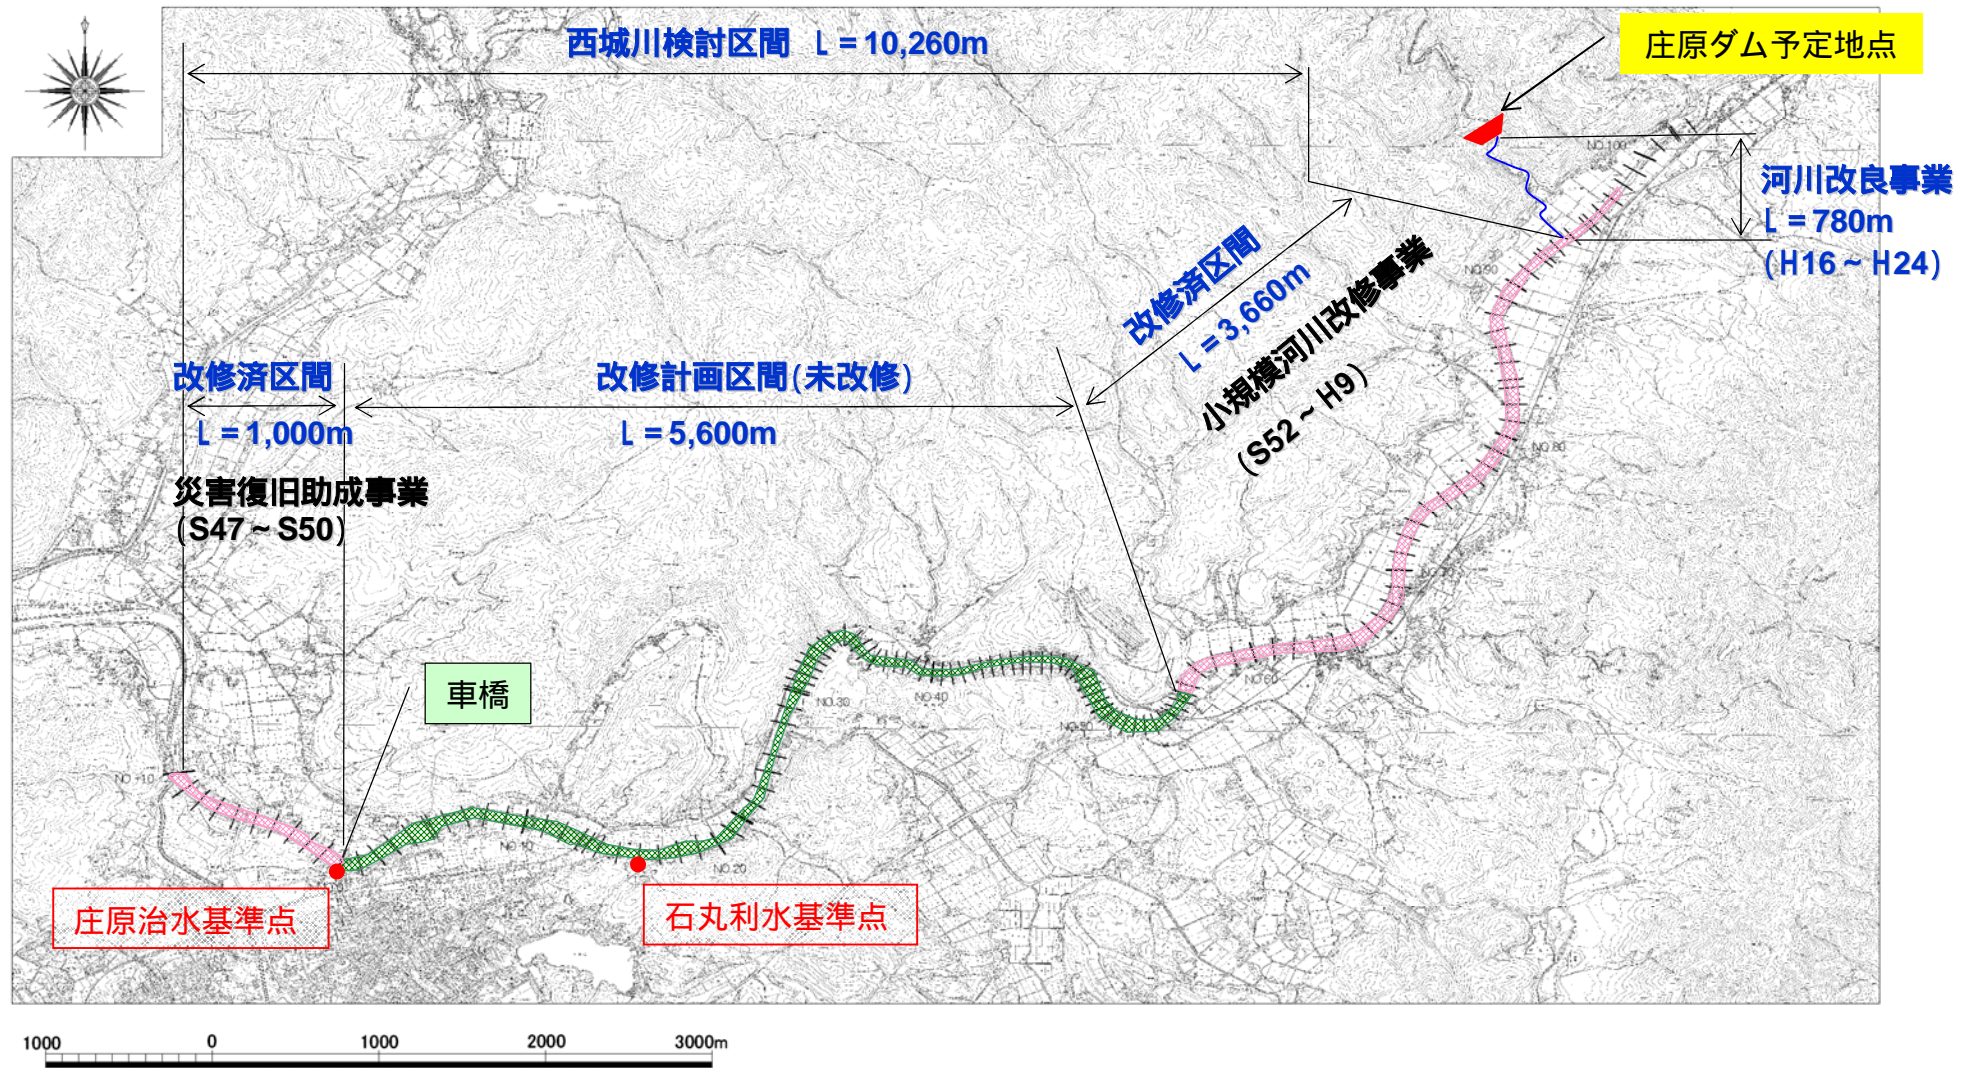 西城川検討区間 L＝10,260m
庄原ダム予定地点
河川改良事業
L＝780m
(H16～H24)
改修済区間
L＝3,660m
小規模河川改修事業
(S52～H9)
改修済区間
L＝1,000m
災害復旧助成事業
(S47～S50)
改修計画区間(未改修)
L＝5,600m
車橋
庄原治水基準点
石丸利水基準点
NO.100
NO.90
NO.80
NO.60
NO.50
NO.40
NO.30
NO.20
NO.10
1000 0 1000 2000 3000m